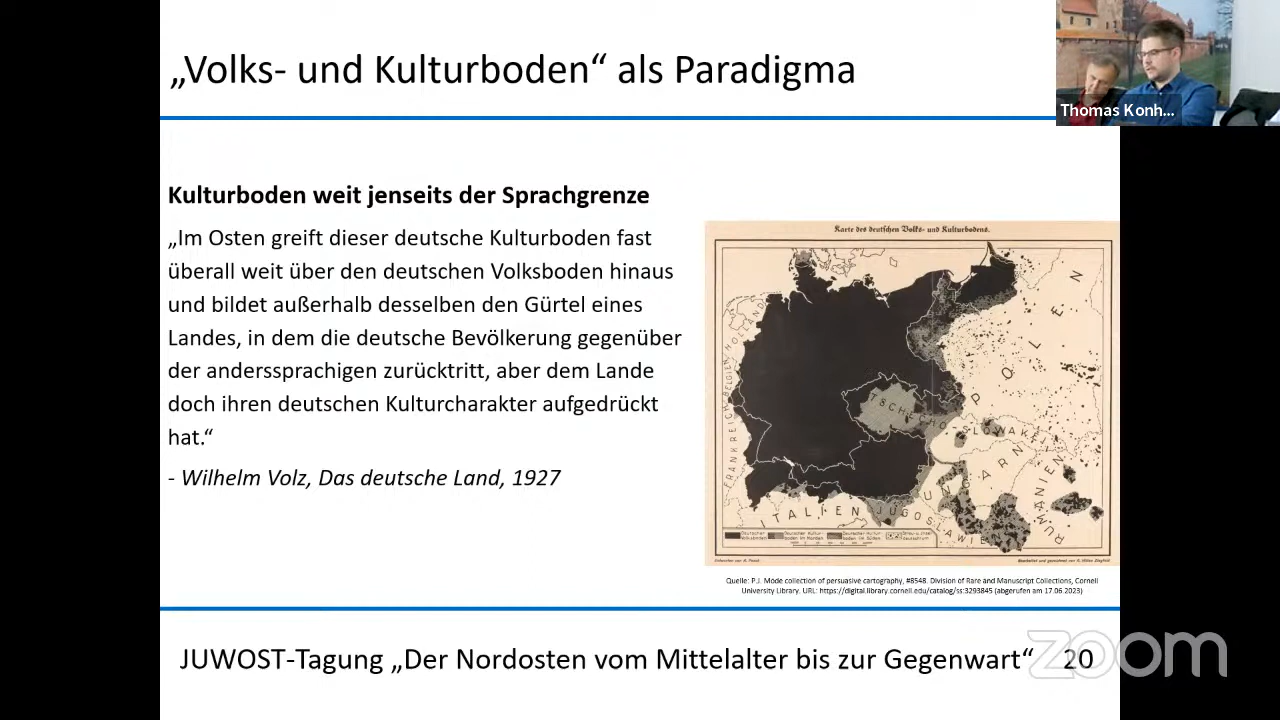 „Volks- und Kulturboden“ als Paradigma
Thomas Konh...
Kulturboden weit jenseits der Sprachgrenze
„Im Osten greift dieser deutsche Kulturboden fast
überall weit über den deutschen Volksboden hinaus
und bildet außerhalb desselben den Gürtel eines
Landes, in dem die deutsche Bevölkerung gegenüber
der anderssprachigen zurücktritt, aber dem Lande
doch ihren deutschen Kulturcharakter aufgedrückt
hat.“
- Wilhelm Volz, Das deutsche Land, 1927
Karte des deutschen Volks- und Kulturbodens.
HOLLAND
BELGIEN
FRANKREICH
POLEN
TSCHECHOSLOWAKEI
UNGARN
RUMÄNIEN
ITALIEN
JUGOSLAWIEN
Quelle: P.J. Mode collection of persuasive cartography, #8548. Division of Rare and Manuscript Collections, Cornell
University Library. URL: https://digital.library.cornell.edu/catalog/ss:3293845 (abgerufen am 17.06.2023)
JUWOST-Tagung „Der Nordosten vom Mittelalter bis zur Gegenwart“ 20
zoom